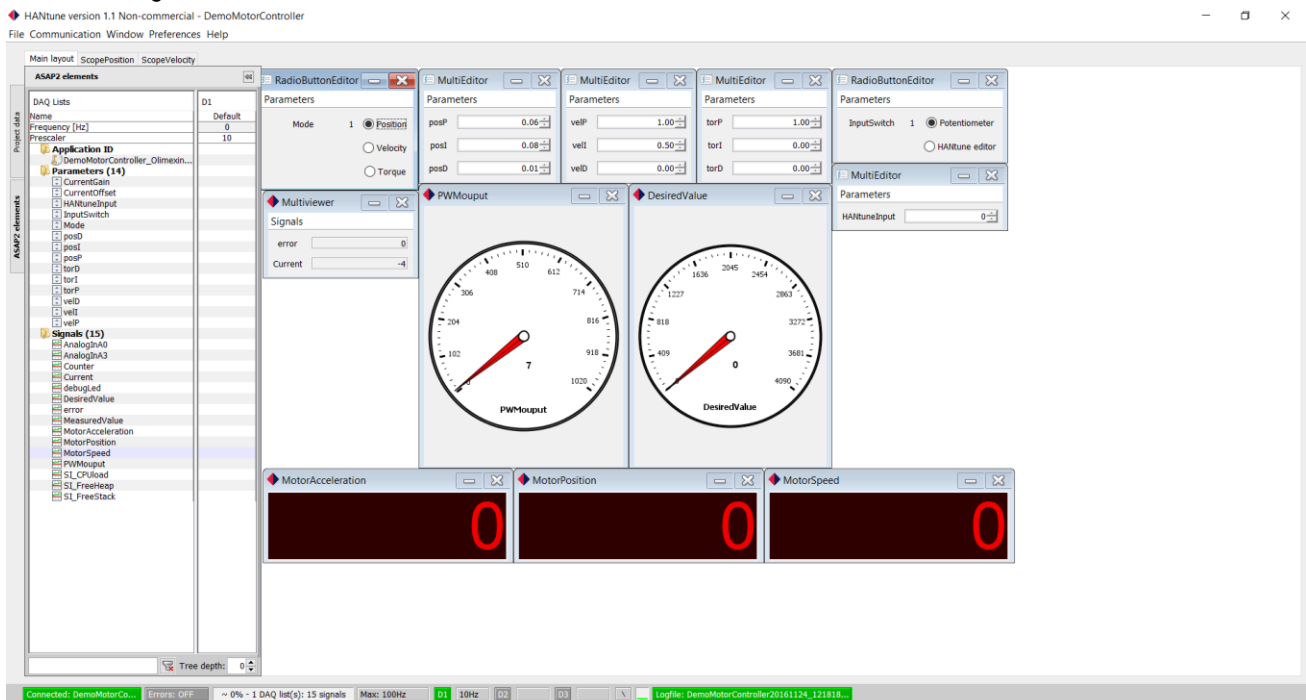 HANtune version 1.1 Non-commercial - DemoMotorController
File Communication Window Preferences Help
Main layout ScopePosition ScopeVelocity
Project data
ASAP2 elements
ASAP2 elements
DAQ Lists D1
Name Default
Frequency [Hz] 0
Prescaler 10
Application ID
DemoMotorController_Olimexin...
Parameters (14)
CurrentGain
CurrentOffset
HANtuneInput
InputSwitch
Mode
posD
posI
posP
torD
torI
torP
velD
velI
velP
Signals (15)
AnalogInA0
AnalogInA3
Counter
Current
debugLed
DesiredValue
error
MeasuredValue
MotorAcceleration
MotorPosition
MotorSpeed
PWMouput
SI_CPUload
SI_FreeHeap
SI_FreeStack
Tree depth: 0
RadioButtonEditor
Parameters
Mode 1 Position
Velocity
Torque
MultiEditor
Parameters
posP 0.06
posI 0.08
posD 0.01
MultiEditor
Parameters
velP 1.00
velI 0.50
velD 0.00
MultiEditor
Parameters
torP 1.00
torI 0.00
torD 0.00
RadioButtonEditor
Parameters
InputSwitch 1 Potentiometer
HANtune editor
MultiEditor
Parameters
HANtuneInput 0
Multiviewer
Signals
error 0
Current -4
PWMouput
0
102
204
306
408
510
612
714
816
918
1020
7
PWMouput
DesiredValue
0
409
818
1227
1636
2045
2454
2863
3272
3681
4090
0
DesiredValue
MotorAcceleration
0
MotorPosition
0
MotorSpeed
0
Connected: DemoMotorCo... Errors: OFF ~ 0% - 1 DAQ list(s): 15 signals Max: 100Hz D1 10Hz D2 D3 \ Logfile: DemoMotorController20161124_121818...